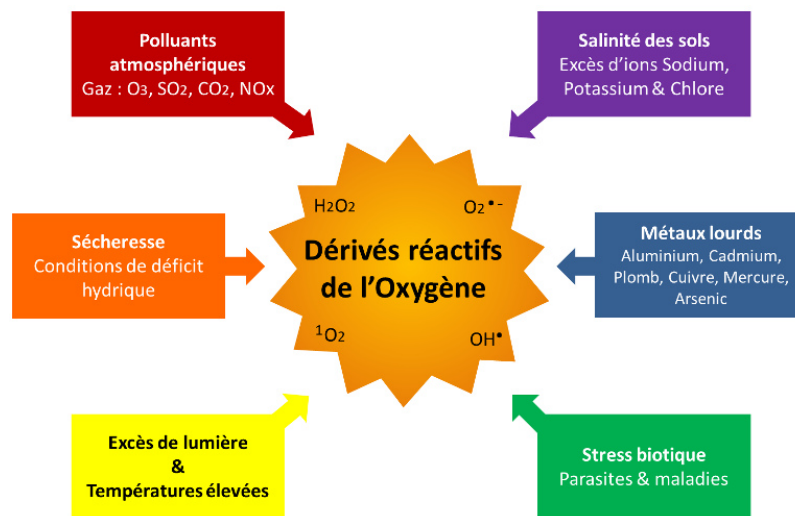 Polluants
atmosphériques
Gaz : O₃, SO₂, CO₂, NOx
Salinité des sols
Excès d'ions Sodium,
Potassium & Chlore
H₂O₂
O₂•⁻
Sécheresse
Conditions de déficit
hydrique
Dérivés réactifs
de l'Oxygène
Métaux lourds
Aluminium, Cadmium,
Plomb, Cuivre, Mercure,
Arsenic
¹O₂
OH•
Excès de lumière
&
Températures élevées
Stress biotique
Parasites & maladies